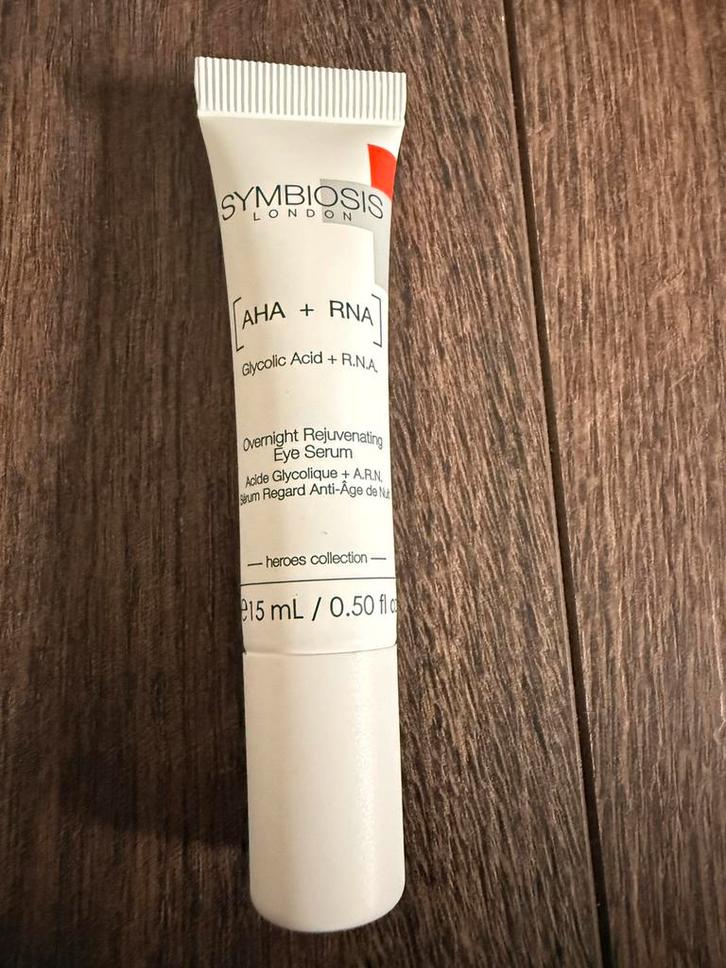 SYMBIOSIS
LONDON
[AHA + RNA]
Glycolic Acid + R.N.A.
Overnight Rejuvenating
Eye Serum
Acide Glycolique + A.R.N.
Sérum Regard Anti-Âge de Nuit
— heroes collection —
℮15 mL / 0.50 fl oz